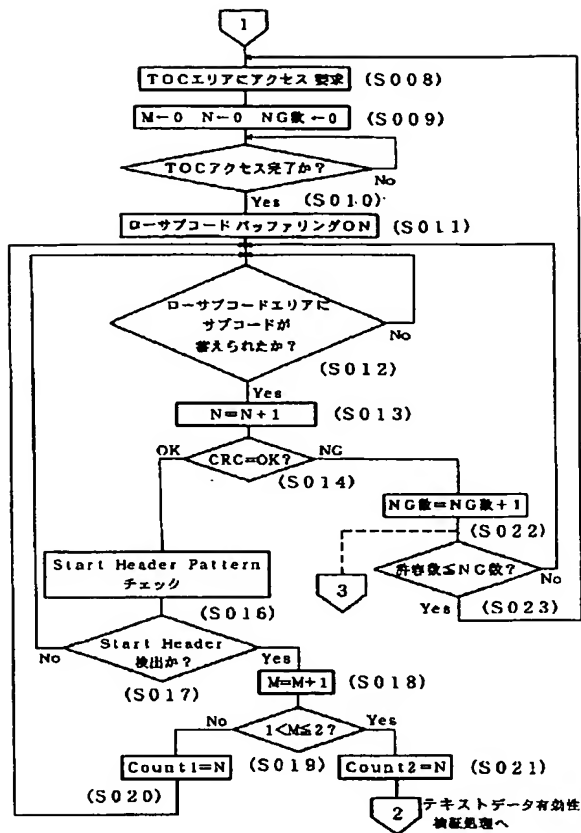 1
TOCエリアにアクセス要求 (S008)
M←0 N←0 NG数←0 (S009)
TOCアクセス完了か?
No
Yes (S010)
ローサブコードバッファリングON (S011)
ローサブコードエリアに
サブコードが
蓄えられたか?
No
(S012)
Yes
N=N+1 (S013)
OK CRC=OK? NG
(S014)
NG数=NG数+1
(S022)
Start Header Pattern
チェック
3
許容数≦NG数?
No
(S016)
Yes (S023)
Start Header
検出か?
No
Yes
(S017)
M=M+1 (S018)
No 1<M≦2? Yes
(S019)
Count1=N
Count2=N (S021)
(S020)
2
テキストデータ有効性
検証処理へ